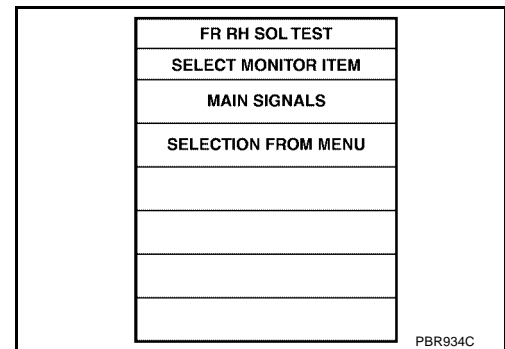 FR RH SOL TEST
SELECT MONITOR ITEM
MAIN SIGNALS
SELECTION FROM MENU
PBR934C